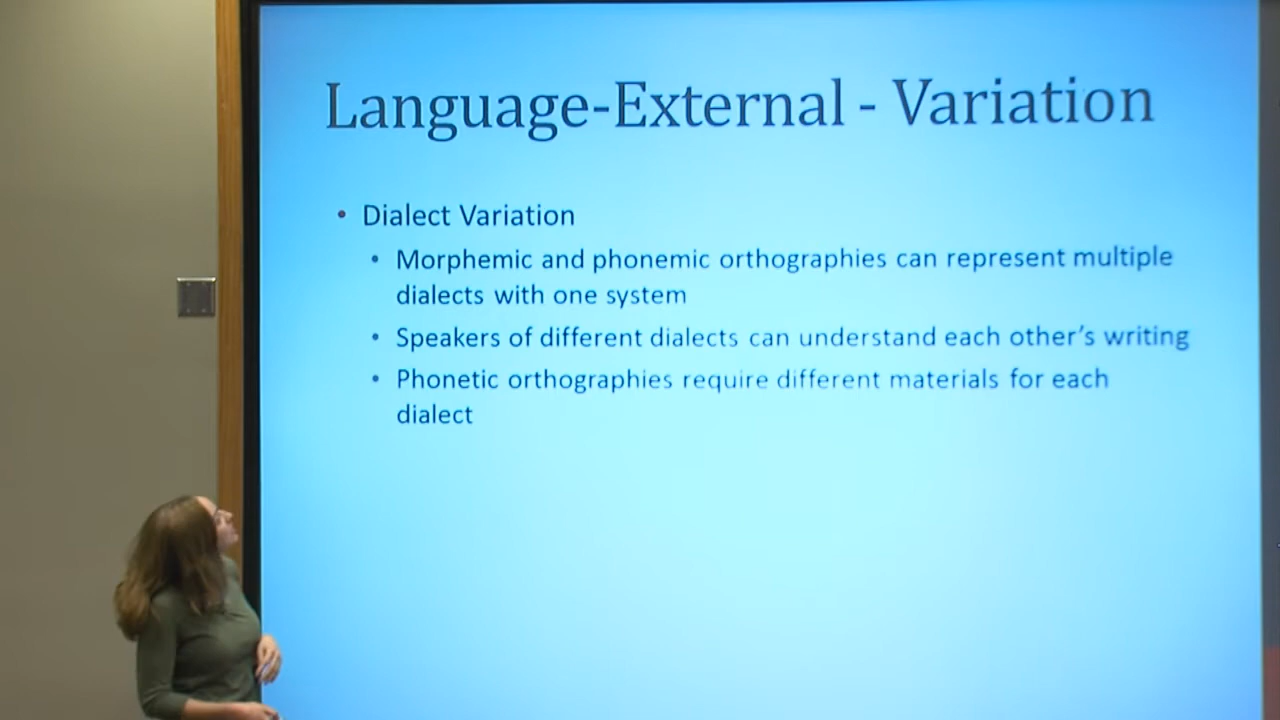 Language-External - Variation
• Dialect Variation
• Morphemic and phonemic orthographies can represent multiple
dialects with one system
• Speakers of different dialects can understand each other’s writing
• Phonetic orthographies require different materials for each
dialect